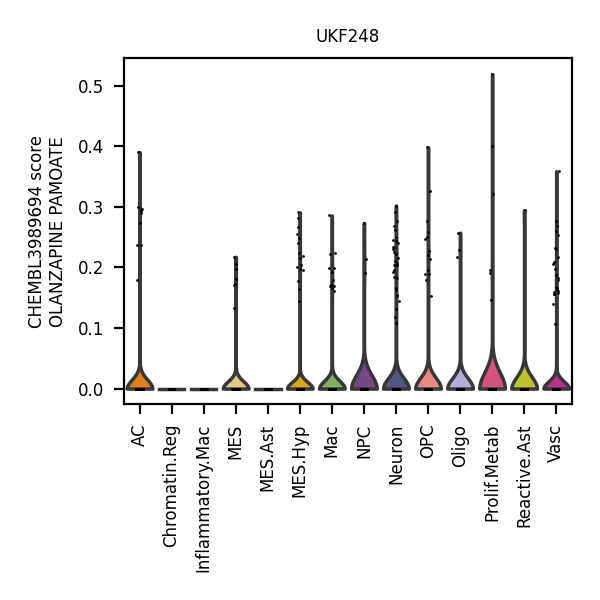 UKF248
CHEMBL3989694 score
OLANZAPINE PAMOATE
0.5
0.4
0.3
0.2
0.1
0.0
AC
Chromatin.Reg
Inflammatory.Mac
MES
MES.Ast
MES.Hyp
Mac
NPC
Neuron
OPC
Oligo
Prolif.Metab
Reactive.Ast
Vasc